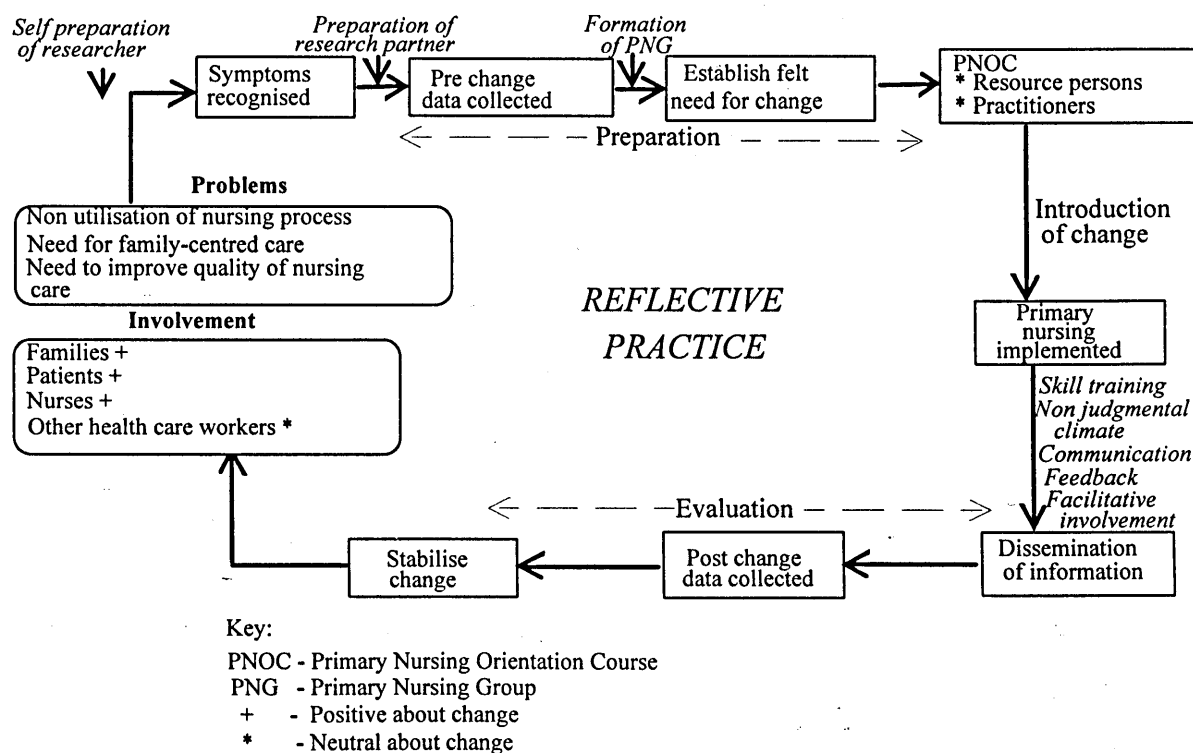 Self preparation
of researcher
Preparation of
research partner
Formation
of PNG
Symptoms
recognised
Pre change
data collected
Establish felt
need for change
PNOC
* Resource persons
* Practitioners
Preparation
Problems
Non utilisation of nursing process
Need for family-centred care
Need to improve quality of nursing
care
Introduction
of change
REFLECTIVE
PRACTICE
Involvement
Families +
Patients +
Nurses +
Other health care workers *
Primary
nursing
implemented
Skill training
Non judgmental
climate
Communication
Feedback
Facilitative
involvement
Evaluation
Stabilise
change
Post change
data collected
Dissemination
of information
Key:
PNOC - Primary Nursing Orientation Course
PNG - Primary Nursing Group
+ - Positive about change
* - Neutral about change